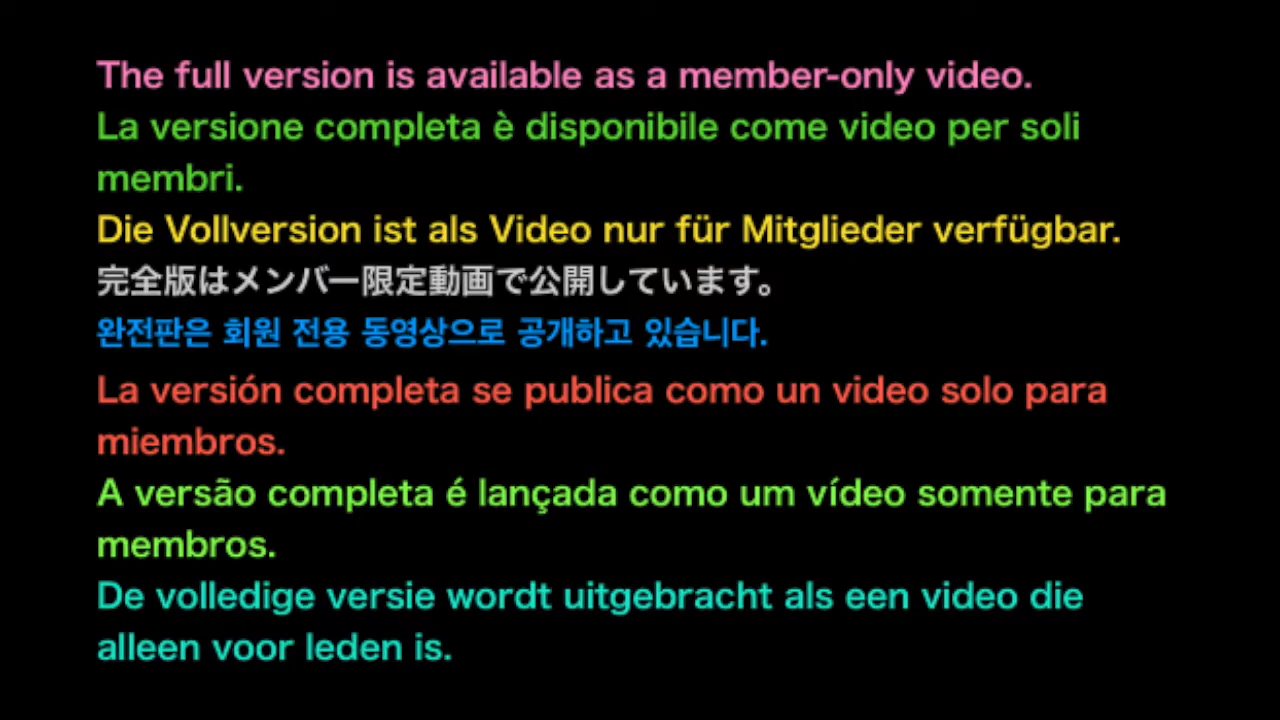 The full version is available as a member-only video.
La versione completa è disponibile come video per soli
membri.
Die Vollversion ist als Video nur für Mitglieder verfügbar.
完全版はメンバー限定動画で公開しています。
완전판은 회원 전용 동영상으로 공개하고 있습니다.
La versión completa se publica como un video solo para
miembros.
A versão completa é lançada como um vídeo somente para
membros.
De volledige versie wordt uitgebracht als een video die
alleen voor leden is.